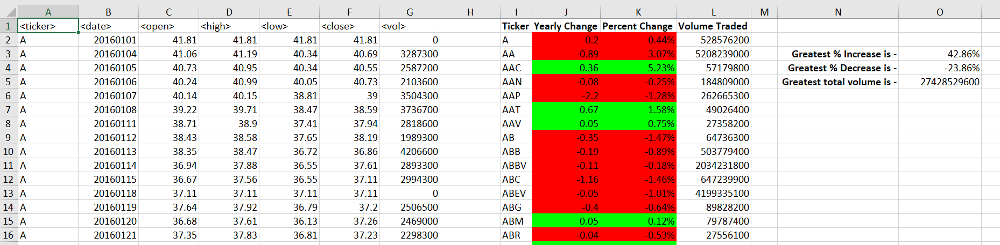 A B C D E F G H I J K L M N O
1 <ticker> <date> <open> <high> <low> <close> <vol> Ticker Yearly Change Percent Change Volume Traded
2 A 20160101 41.81 41.81 41.81 41.81 0 A -0.2 -0.44% 528576200
3 A 20160104 41.06 41.19 40.34 40.69 3287300 AA -0.89 -3.07% 5208239000 Greatest % Increase is - 42.86%
4 A 20160105 40.73 40.95 40.34 40.55 2587200 AAC 0.36 5.23% 57179800 Greatest % Decrease is - -23.86%
5 A 20160106 40.24 40.99 40.05 40.73 2103600 AAN -0.08 -0.25% 184809000 Greatest total volume is - 27428529600
6 A 20160107 40.14 40.15 38.81 39 3504300 AAP -2.2 -1.28% 262665300
7 A 20160108 39.22 39.71 38.47 38.59 3736700 AAT 0.67 1.58% 49026400
8 A 20160111 38.71 38.9 37.41 37.94 2818600 AAV 0.05 0.75% 27358200
9 A 20160112 38.43 38.58 37.65 38.19 1989300 AB -0.35 -1.47% 64736300
10 A 20160113 38.35 38.47 36.72 36.86 4206600 ABB -0.19 -0.89% 503779400
11 A 20160114 36.94 37.88 36.55 37.61 2893300 ABBV -0.11 -0.18% 2034231800
12 A 20160115 36.67 37.56 36.55 37.11 2994300 ABC -1.16 -1.46% 647239900
13 A 20160118 37.11 37.11 37.11 37.11 0 ABEV -0.05 -1.01% 4199335100
14 A 20160119 37.64 37.92 36.79 37.2 2506500 ABG -0.4 -0.64% 89828200
15 A 20160120 36.68 37.61 36.13 37.26 2469000 ABM 0.05 0.12% 79787400
16 A 20160121 37.35 37.83 36.81 37.23 2298300 ABR -0.04 -0.53% 27556100